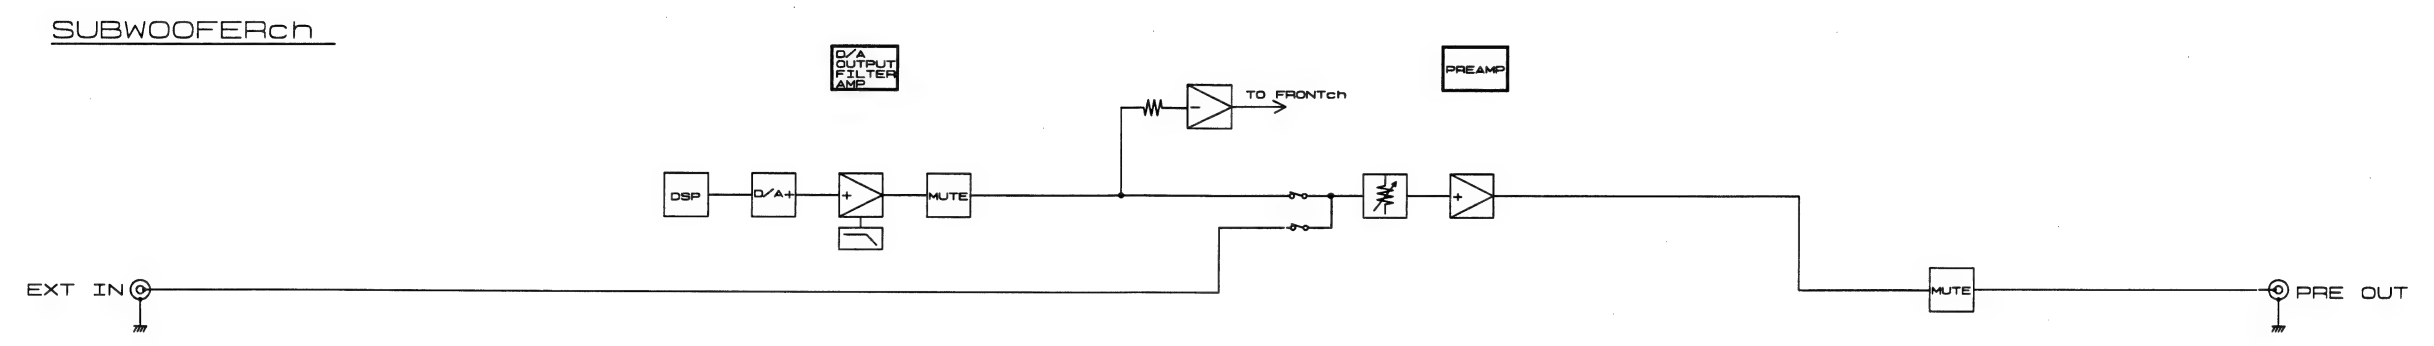 SUBWOOFERch
D/A
OUTPUT
FILTER
AMP
PREAMP
TO FRONTch
-
DSP
D/A+
+
MUTE
+
EXT IN
MUTE
PRE OUT